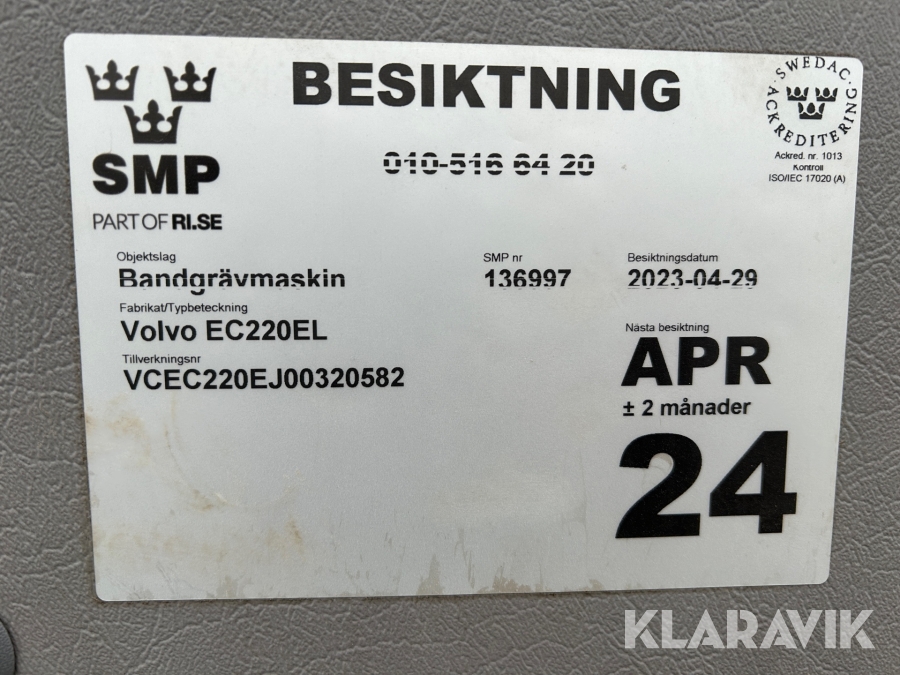 BESIKTNING
010-516 64 20
SMP
PART OF RI.SE
SWEDAC ACKREDITERING
Ackred. nr. 1013
Kontroll
ISO/IEC 17020 (A)
Objektslag
Bandgrävmaskin
SMP nr
136997
Besiktningsdatum
2023-04-29
Fabrikat/Typbeteckning
Volvo EC220EL
Tillverkningsnr
VCEC220EJ00320582
Nästa besiktning
APR
± 2 månader
24
KLARAVIK